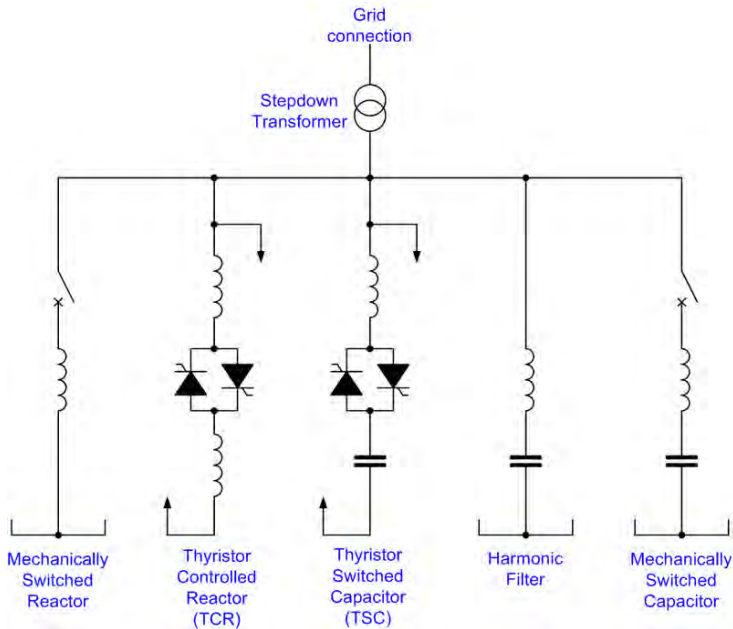 Grid
connection
Stepdown
Transformer
Mechanically
Switched
Reactor
Thyristor
Controlled
Reactor
(TCR)
Thyristor
Switched
Capacitor
(TSC)
Harmonic
Filter
Mechanically
Switched
Capacitor